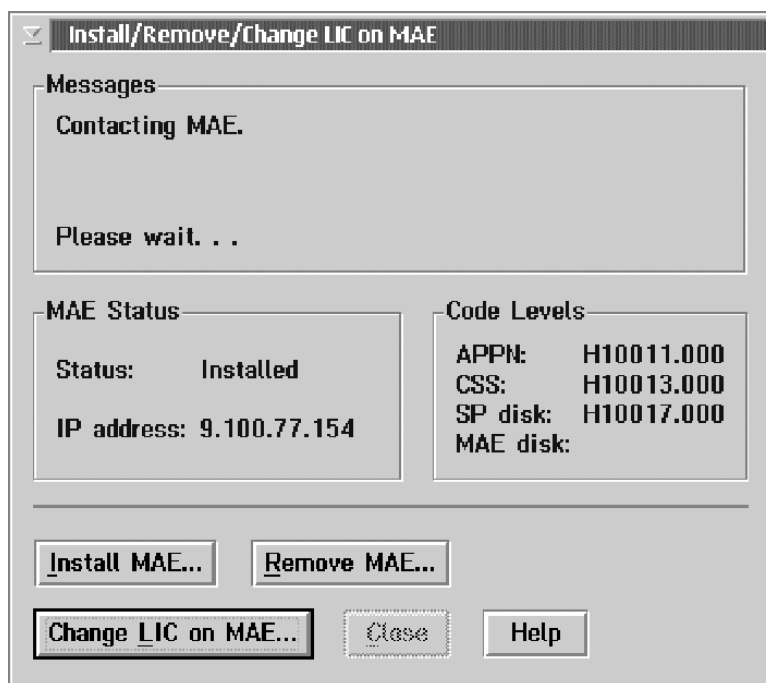 Install/Remove/Change LIC on MAE
Messages
Contacting MAE.
Please wait. . .
MAE Status
Status: Installed
IP address: 9.100.77.154
Code Levels
APPN: H10011.000
CSS: H10013.000
SP disk: H10017.000
MAE disk:
Install MAE... Remove MAE...
Change LIC on MAE... Close Help